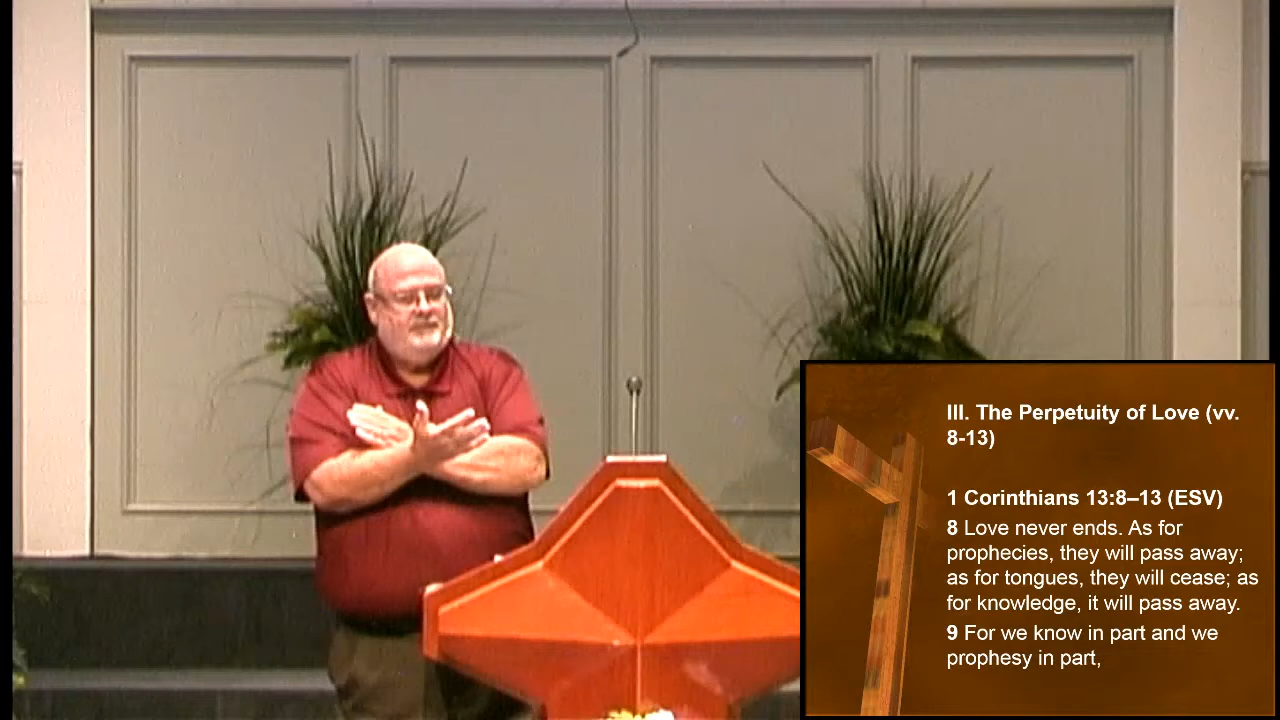 III. The Perpetuity of Love (vv.
8-13)
1 Corinthians 13:8–13 (ESV)
8 Love never ends. As for
prophecies, they will pass away;
as for tongues, they will cease; as
for knowledge, it will pass away.
9 For we know in part and we
prophesy in part,